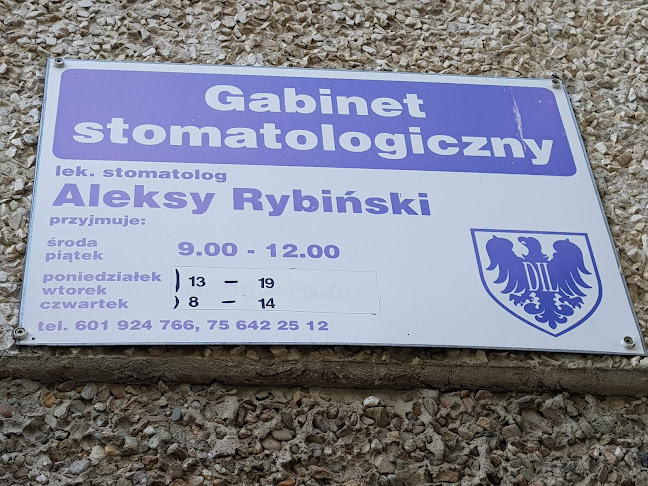 Gabinet
stomatologiczny
lek. stomatolog
Aleksy Rybiński
przyjmuje:
środa
piątek 9.00 - 12.00
poniedziałek ) 13 - 19
wtorek
czwartek ) 8 - 14
tel. 601 924 766, 75 642 25 12
DIL